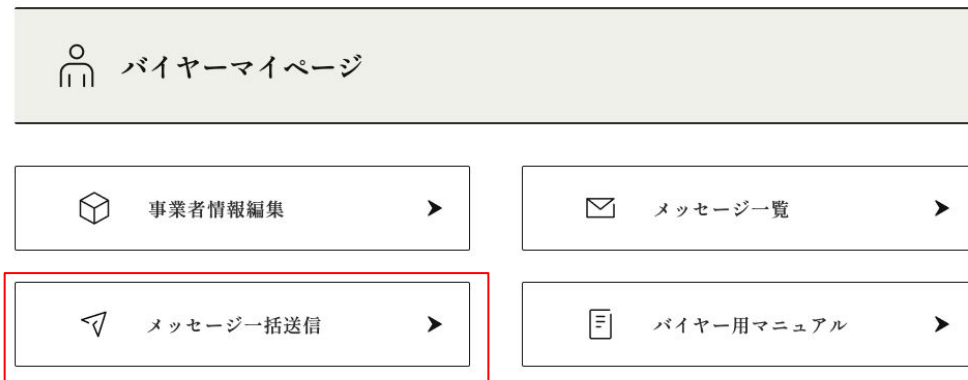 バイヤーマイページ
事業者情報編集
メッセージ一覧
メッセージ一括送信
バイヤー用マニュアル